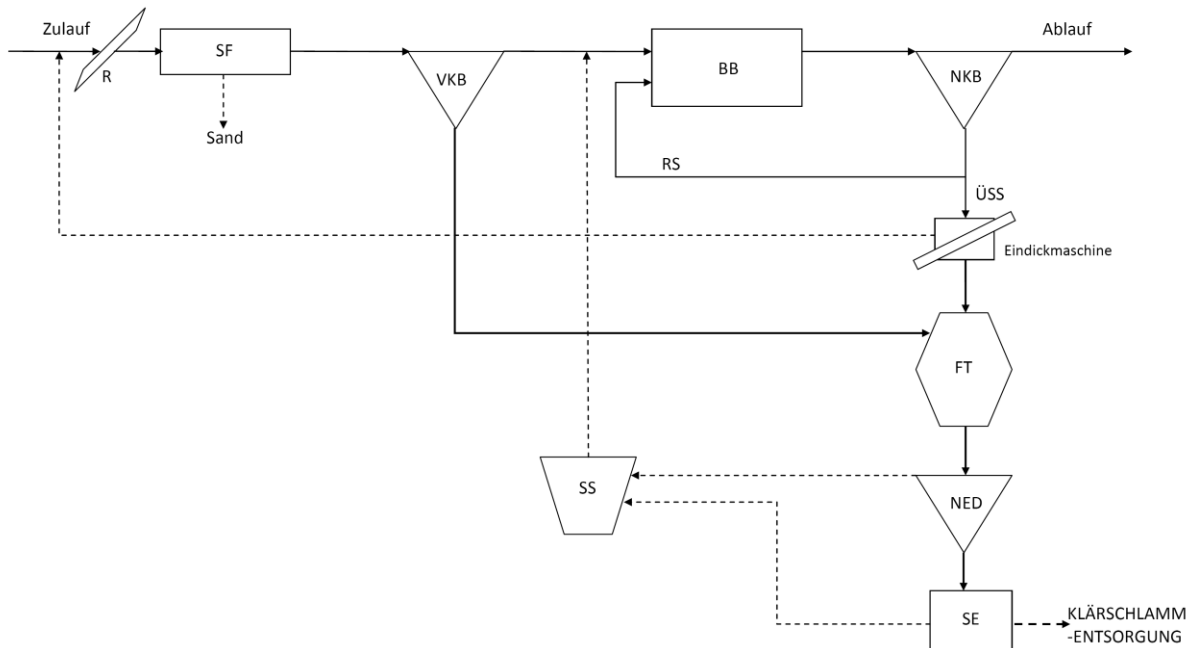 Zulauf
Ablauf
R
SF
VKB
BB
NKB
Sand
RS
ÜSS
Eindickmaschine
FT
SS
NED
SE
KLÄRSCHLAMM
-ENTSORGUNG